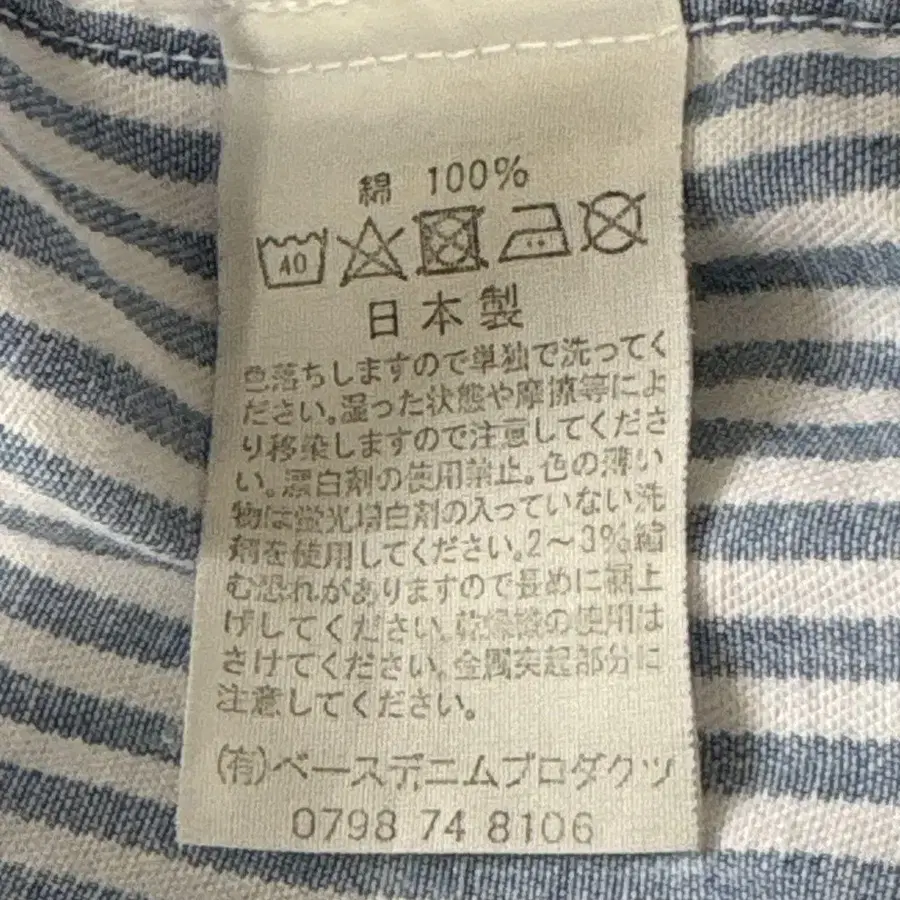 綿 100%
40
日本製
色落ちしますので単独で洗ってく
ださい。湿った状態や摩擦等によ
り移染しますので注意してくださ
い。漂白剤の使用禁止。色の薄い
物は蛍光増白剤の入っていない洗
剤を使用してください。2～3%縮
む恐れがありますので長めに裾上
げしてください。乾燥機の使用は
さけてください。金属突起部分に
注意してください。
(有)ベースデニムプロダクツ
0798 74 8106